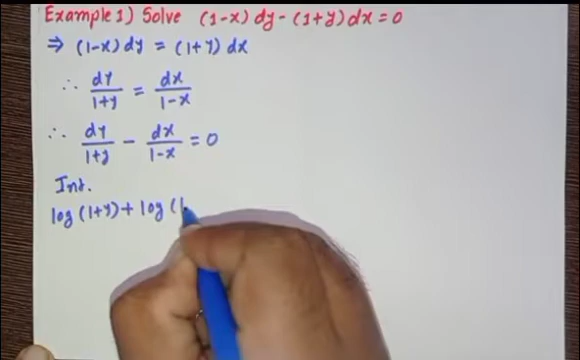 Example 1) Solve (1-x) dy - (1+y) dx = 0
⇒ (1-x) dy = (1+y) dx
∴ dy/1+y = dx/1-x
∴ dy/1+y - dx/1-x = 0
Int.
log (1+y) + log (1